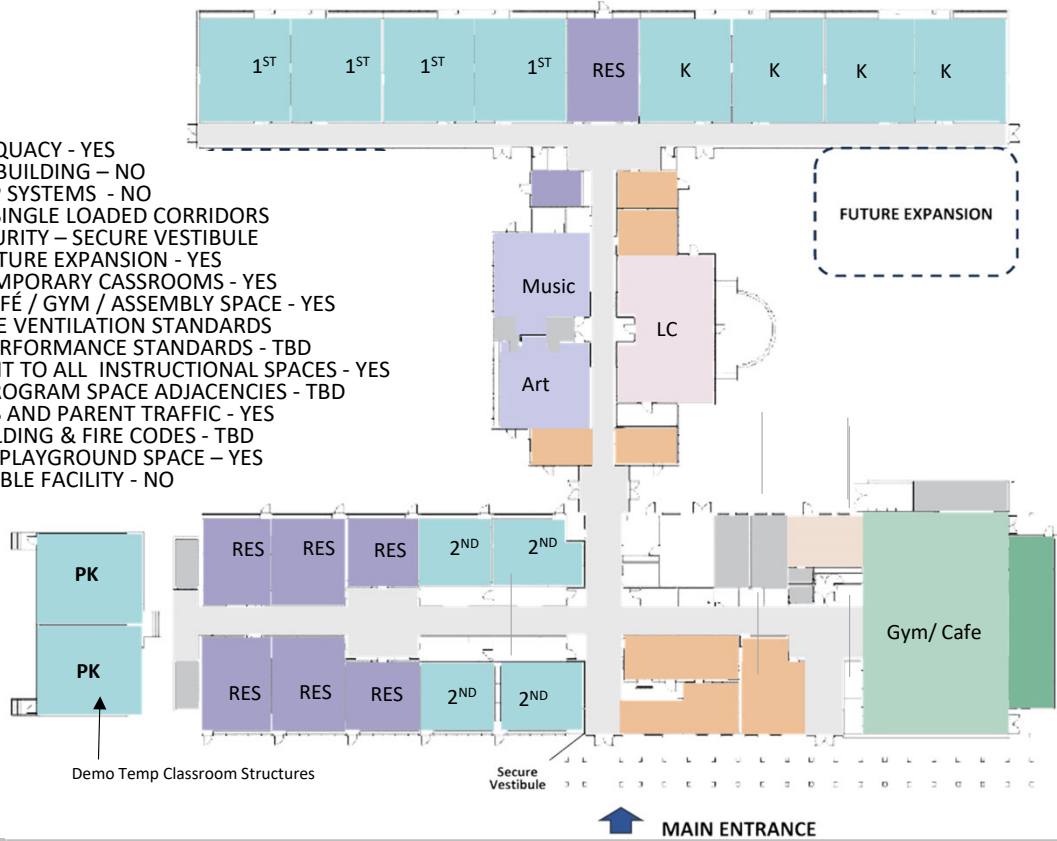 1ST 1ST 1ST 1ST RES K K K K
QUACY - YES
BUILDING – NO
P SYSTEMS - NO
SINGLE LOADED CORRIDORS
URITY – SECURE VESTIBULE
TURE EXPANSION - YES
MPORARY CASSROOMS - YES
AFÉ / GYM / ASSEMBLY SPACE - YES
E VENTILATION STANDARDS
ERFORMANCE STANDARDS - TBD
HT TO ALL INSTRUCTIONAL SPACES - YES
ROGRAM SPACE ADJACENCIES - TBD
S AND PARENT TRAFFIC - YES
LDING & FIRE CODES - TBD
PLAYGROUND SPACE – YES
BLE FACILITY - NO
FUTURE EXPANSION
Music
LC
Art
RES RES RES 2ND 2ND
PK
Gym/ Cafe
PK
RES RES RES 2ND 2ND
Demo Temp Classroom Structures
Secure
Vestibule
MAIN ENTRANCE